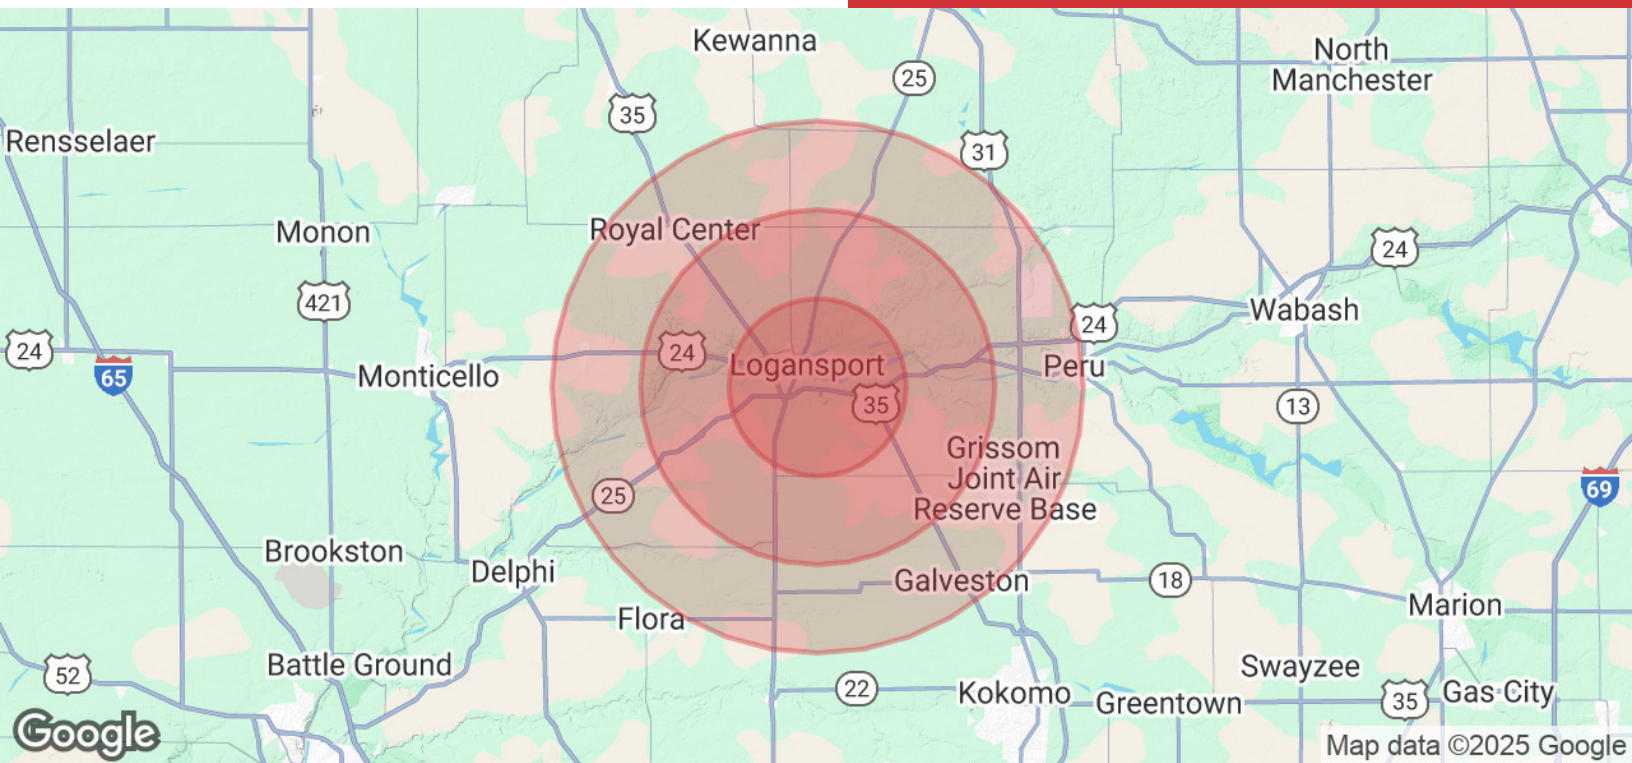 Kewanna
North
Manchester
25
35
31
Rensselaer
Royal Center
Monon
24
421
Wabash
24
24
24
Logansport
Peru
65
Monticello
35
13
Grissom
Joint Air
Reserve Base
25
69
Brookston
Delphi
Galveston
18
Marion
Flora
Battle Ground
52
Swayzee
22
Kokomo
Greentown
35
Gas City
Google
Map data ©2025 Google